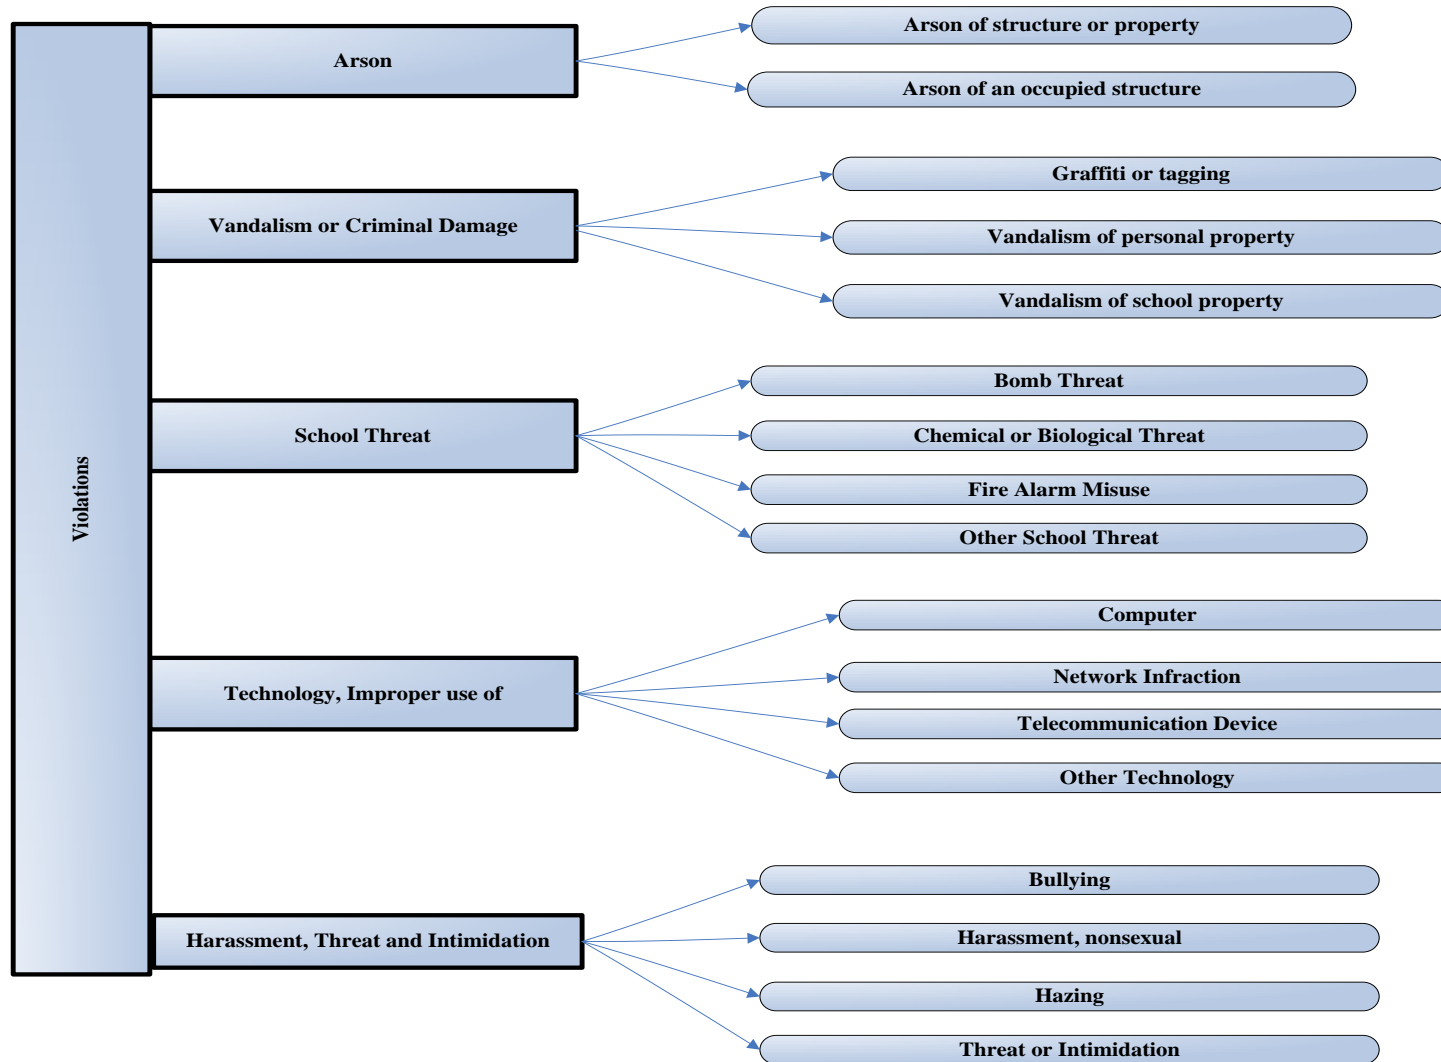 Violations
Arson
Arson of structure or property
Arson of an occupied structure
Vandalism or Criminal Damage
Graffiti or tagging
Vandalism of personal property
Vandalism of school property
School Threat
Bomb Threat
Chemical or Biological Threat
Fire Alarm Misuse
Other School Threat
Technology, Improper use of
Computer
Network Infraction
Telecommunication Device
Other Technology
Harassment, Threat and Intimidation
Bullying
Harassment, nonsexual
Hazing
Threat or Intimidation